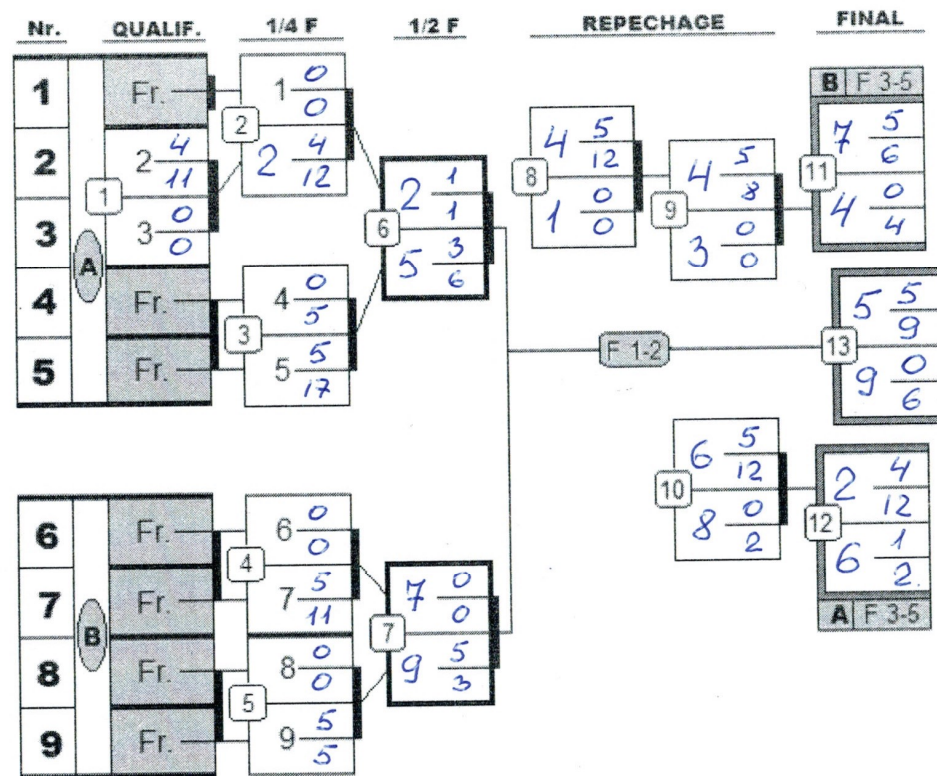 Nr. QUALIF. 1/4 F 1/2 F REPECHAGE FINAL
1 Fr.
2 2 4 11
3 3 0 0
4 Fr.
5 Fr.
A
1
2
1 0 0
2 4 12
3
4 0 5
5 5 17
6
2 1 1
5 3 6
8
4 5 12
1 0 0
9
4 5 8
3 0 0
B F 3-5
11
7 5 6
4 0 4
F 1-2
13
5 5 9
9 0 6
6 Fr.
7 Fr.
8 Fr.
9 Fr.
B
4
6 0 0
7 5 11
5
8 0 0
9 5 5
7
7 0 0
9 5 3
10
6 5 12
8 0 2
12
2 4 12
6 1 2.
A F 3-5